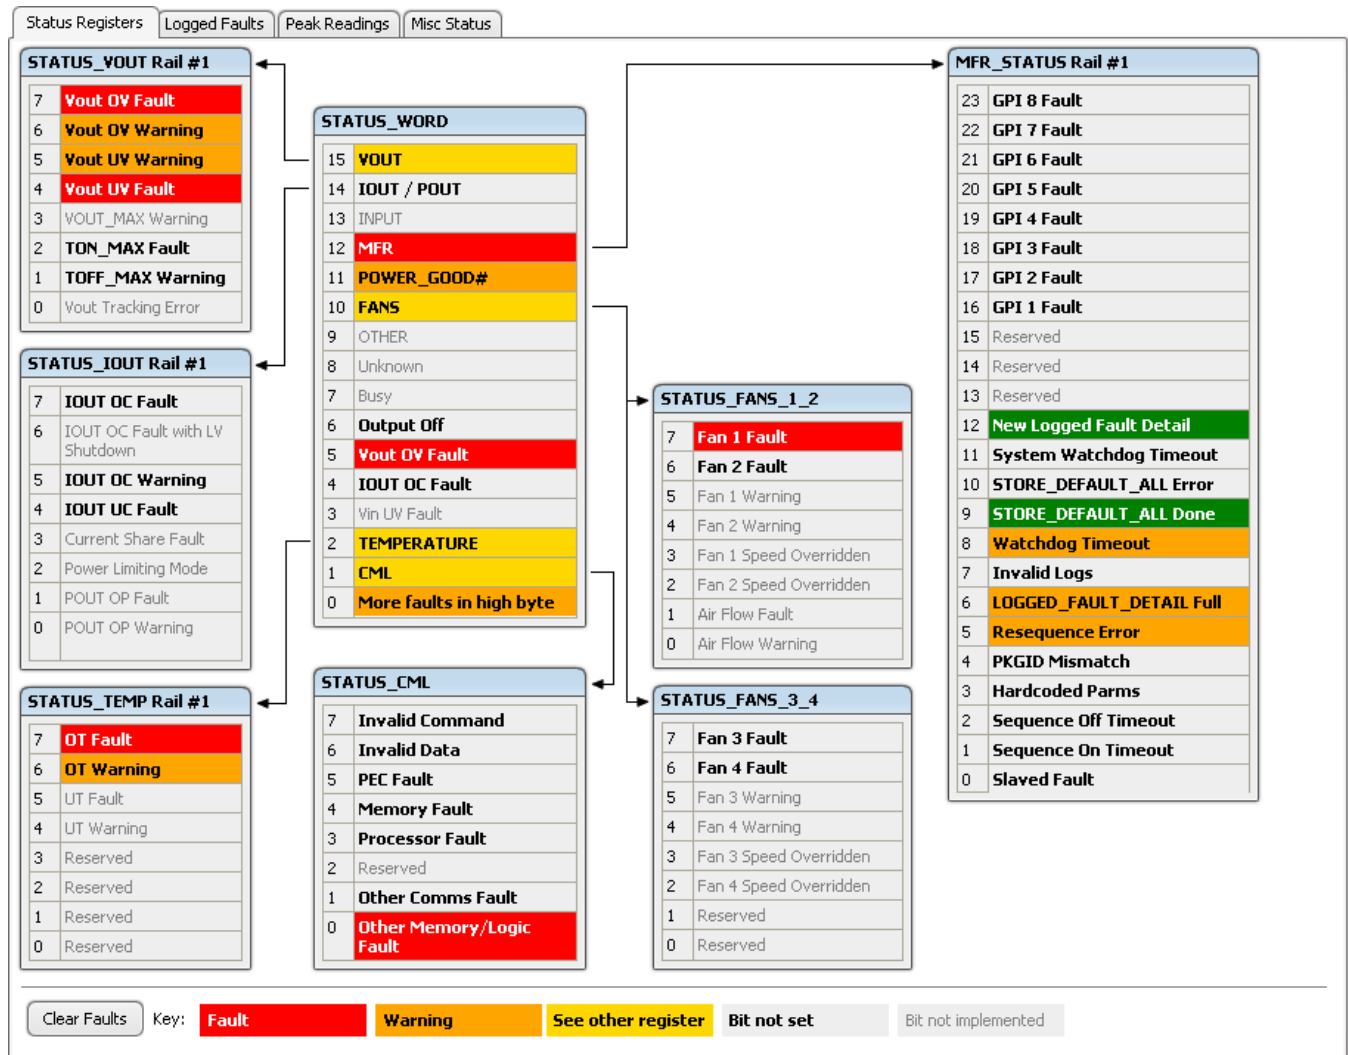 Status Registers
Logged Faults
Peak Readings
Misc Status
STATUS_VOUT Rail #1
7 Vout OV Fault
6 Vout OV Warning
5 Vout UV Warning
4 Vout UV Fault
3 VOUT_MAX Warning
2 TON_MAX Fault
1 TOFF_MAX Warning
0 Vout Tracking Error
STATUS_IOUT Rail #1
7 IOUT OC Fault
6 IOUT OC Fault with LV
Shutdown
5 IOUT OC Warning
4 IOUT UC Fault
3 Current Share Fault
2 Power Limiting Mode
1 POUT OP Fault
0 POUT OP Warning
STATUS_TEMP Rail #1
7 OT Fault
6 OT Warning
5 UT Fault
4 UT Warning
3 Reserved
2 Reserved
1 Reserved
0 Reserved
STATUS_WORD
15 VOUT
14 IOUT / POUT
13 INPUT
12 MFR
11 POWER_GOOD#
10 FANS
9 OTHER
8 Unknown
7 Busy
6 Output Off
5 Vout OV Fault
4 IOUT OC Fault
3 Vin UV Fault
2 TEMPERATURE
1 CML
0 More faults in high byte
STATUS_CML
7 Invalid Command
6 Invalid Data
5 PEC Fault
4 Memory Fault
3 Processor Fault
2 Reserved
1 Other Comms Fault
0 Other Memory/Logic
Fault
STATUS_FANS_1_2
7 Fan 1 Fault
6 Fan 2 Fault
5 Fan 1 Warning
4 Fan 2 Warning
3 Fan 1 Speed Overridden
2 Fan 2 Speed Overridden
1 Air Flow Fault
0 Air Flow Warning
STATUS_FANS_3_4
7 Fan 3 Fault
6 Fan 4 Fault
5 Fan 3 Warning
4 Fan 4 Warning
3 Fan 3 Speed Overridden
2 Fan 4 Speed Overridden
1 Reserved
0 Reserved
MFR_STATUS Rail #1
23 GPI 8 Fault
22 GPI 7 Fault
21 GPI 6 Fault
20 GPI 5 Fault
19 GPI 4 Fault
18 GPI 3 Fault
17 GPI 2 Fault
16 GPI 1 Fault
15 Reserved
14 Reserved
13 Reserved
12 New Logged Fault Detail
11 System Watchdog Timeout
10 STORE_DEFAULT_ALL Error
9 STORE_DEFAULT_ALL Done
8 Watchdog Timeout
7 Invalid Logs
6 LOGGED_FAULT_DETAIL Full
5 Resequence Error
4 PKGID Mismatch
3 Hardcoded Parms
2 Sequence Off Timeout
1 Sequence On Timeout
0 Slaved Fault
Clear Faults
Key:
Fault
Warning
See other register
Bit not set
Bit not implemented